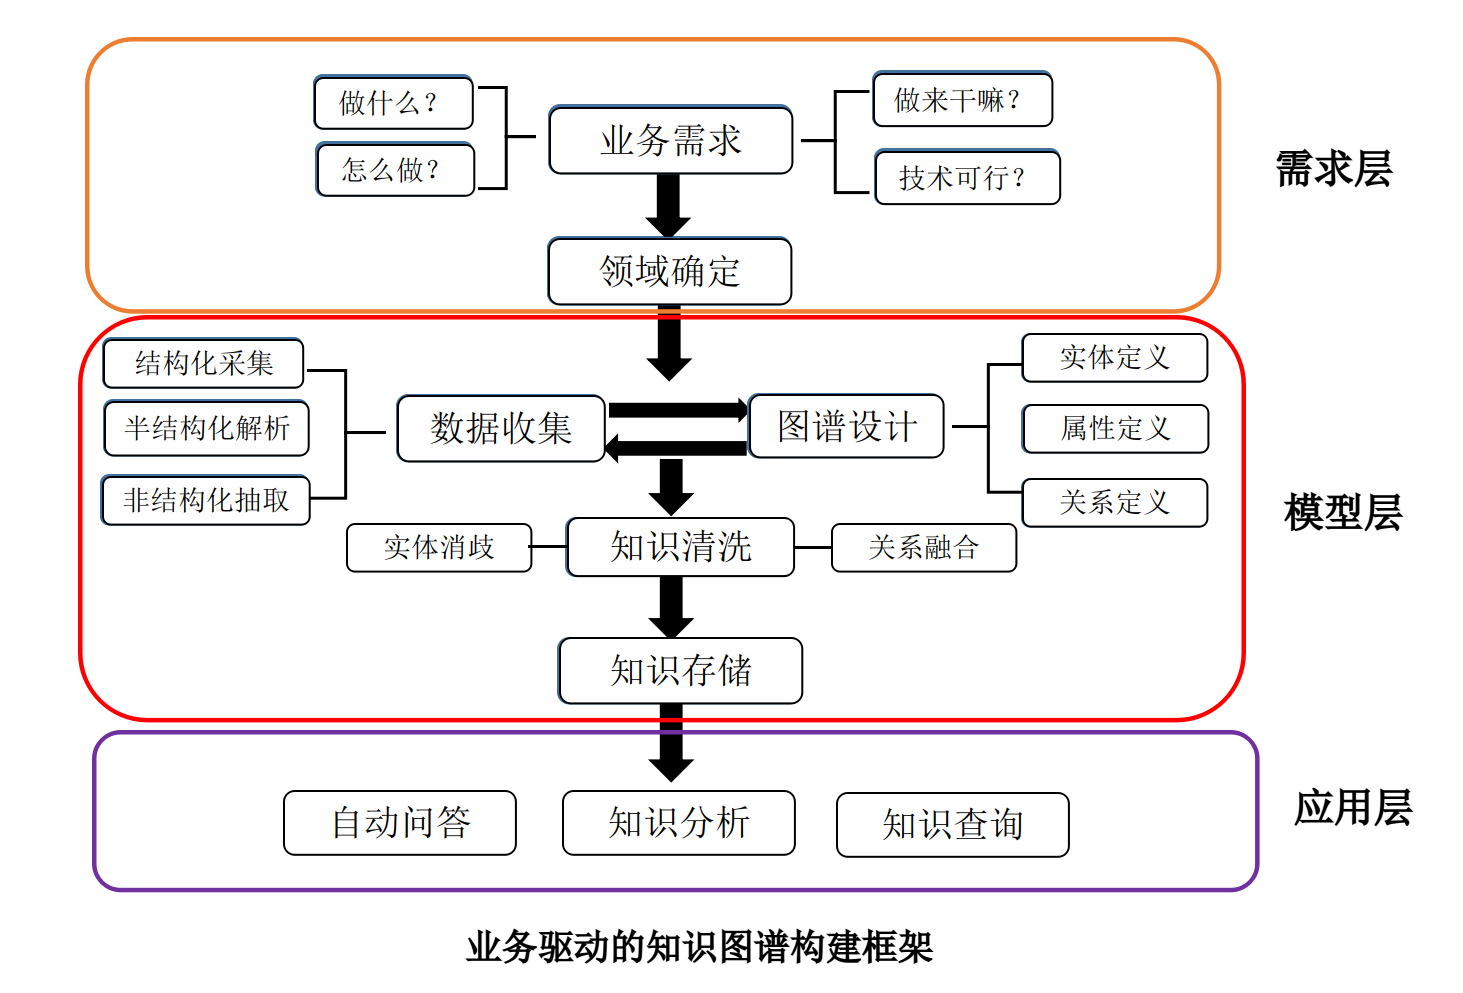 做什么？
怎么做？
业务需求
做来干嘛？
技术可行？
领域确定
需求层
结构化采集
半结构化解析
非结构化抽取
数据收集
图谱设计
实体定义
属性定义
关系定义
实体消歧
知识清洗
关系融合
知识存储
模型层
自动问答
知识分析
知识查询
应用层
业务驱动的知识图谱构建框架